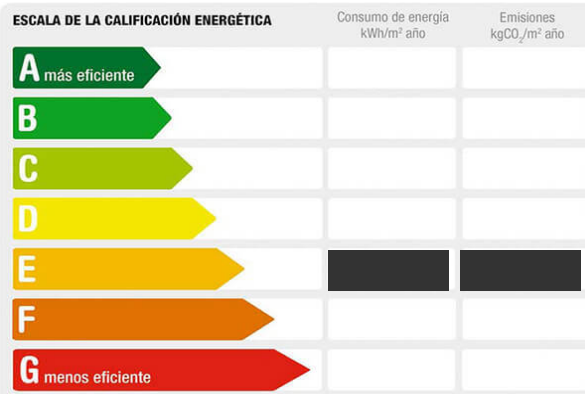 ESCALA DE LA CALIFICACIÓN ENERGÉTICA
Consumo de energía
kWh/m² año
Emisiones
kgCO₂/m² año
A más eficiente
B
C
D
E
F
G menos eficiente